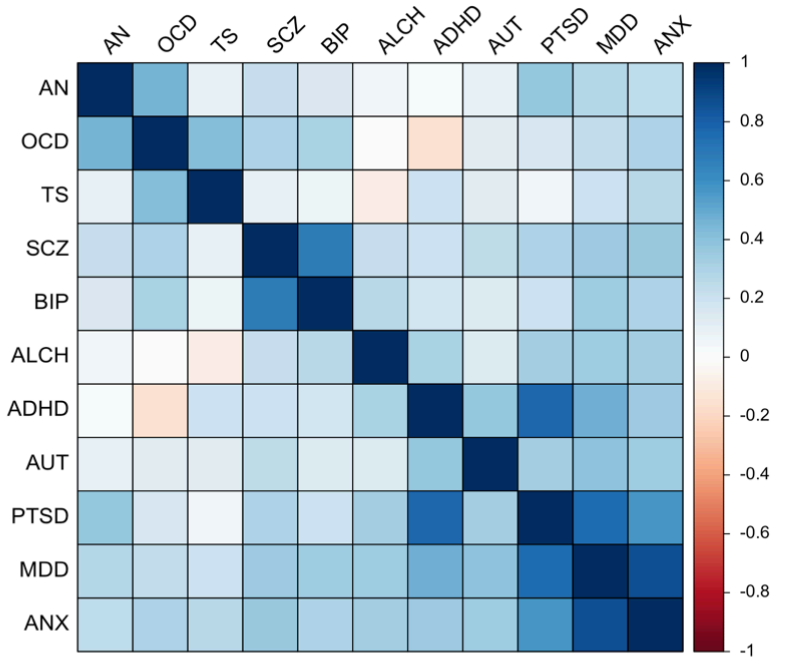 AN OCD TS SCZ BIP ALCH ADHD AUT PTSD MDD ANX
AN
OCD
TS
SCZ
BIP
ALCH
ADHD
AUT
PTSD
MDD
ANX
1
0.8
0.6
0.4
0.2
0
-0.2
-0.4
-0.6
-0.8
-1